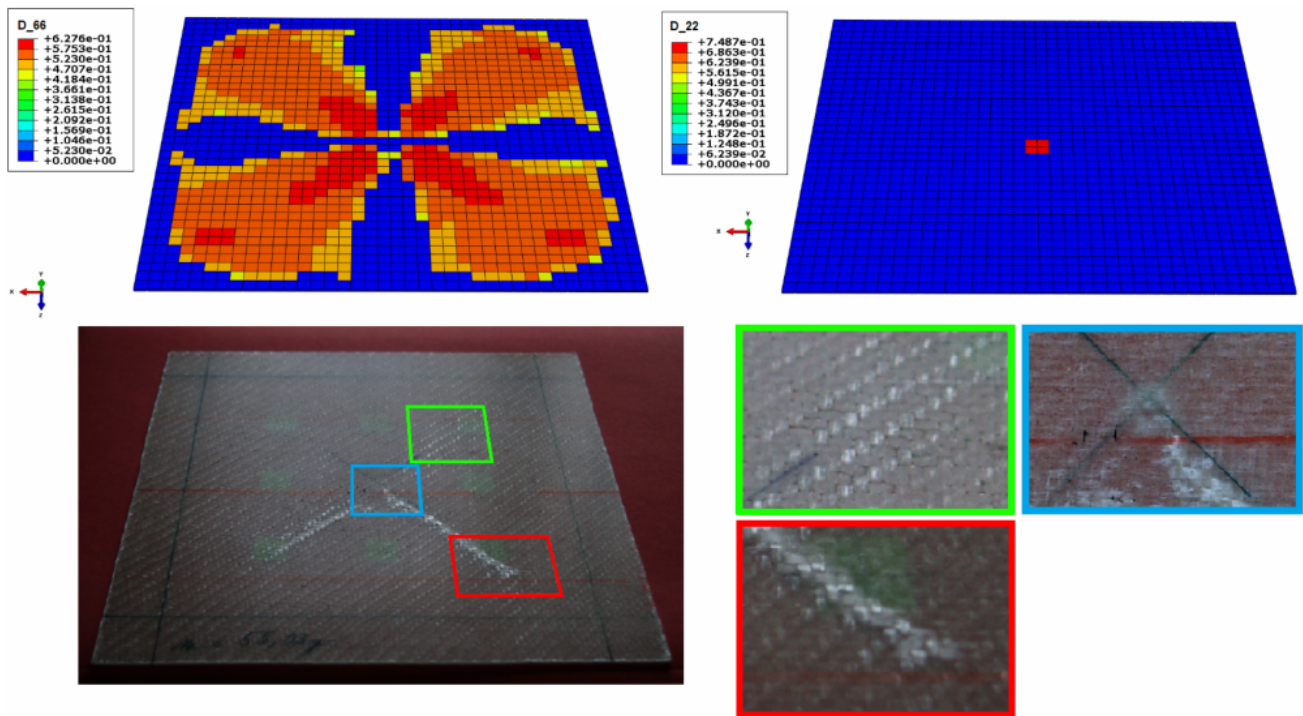 D_66
+6.276e-01
+5.753e-01
+5.230e-01
+4.707e-01
+4.184e-01
+3.661e-01
+3.138e-01
+2.615e-01
+2.092e-01
+1.569e-01
+1.046e-01
+5.230e-02
+0.000e+00
Y
X
Z
D_22
+7.487e-01
+6.863e-01
+6.239e-01
+5.615e-01
+4.991e-01
+4.367e-01
+3.743e-01
+3.120e-01
+2.496e-01
+1.872e-01
+1.248e-01
+6.239e-02
+0.000e+00
Y
X
Z